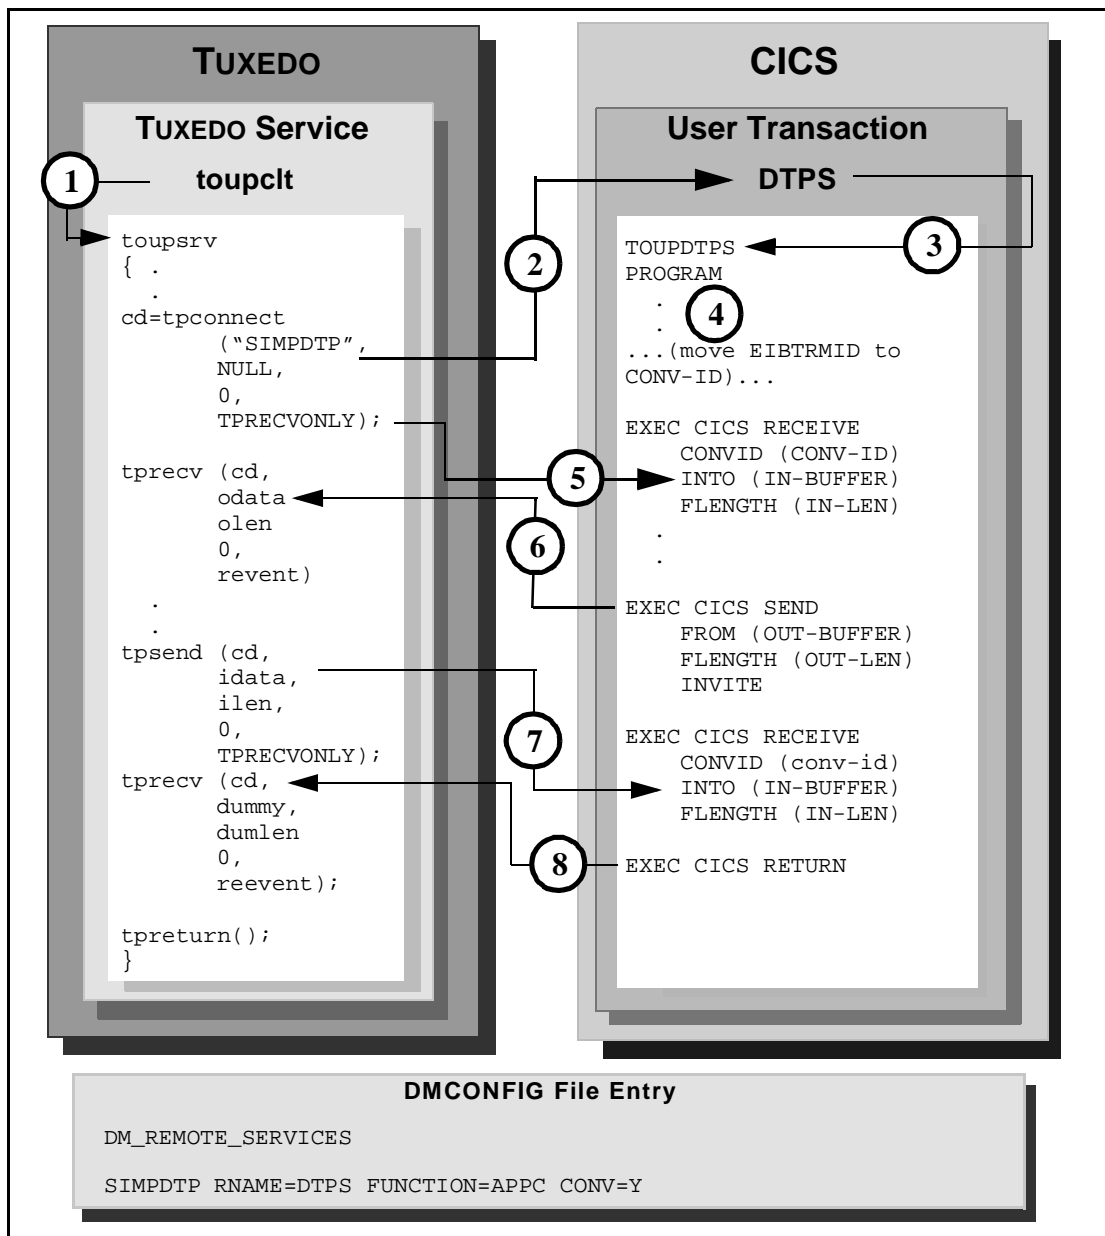 TUXEDO
TUXEDO Service
toupclt
1
toupsrv
{ .
.
cd=tpconnect
(“SIMPDTP”,
NULL,
0,
TPRECVONLY);
tprecv (cd,
odata
olen
0,
revent)
.
.
tpsend (cd,
idata,
ilen,
0,
TPRECVONLY);
tprecv (cd,
dummy,
dumlen
0,
reevent);
tpreturn();
}
2
5
6
7
8
CICS
User Transaction
DTPS
3
TOUPDTPS
PROGRAM
.
.
4
...(move EIBTRMID to
CONV-ID)...
EXEC CICS RECEIVE
CONVID (CONV-ID)
INTO (IN-BUFFER)
FLENGTH (IN-LEN)
.
.
EXEC CICS SEND
FROM (OUT-BUFFER)
FLENGTH (OUT-LEN)
INVITE
EXEC CICS RECEIVE
CONVID (conv-id)
INTO (IN-BUFFER)
FLENGTH (IN-LEN)
EXEC CICS RETURN
DMCONFIG File Entry
DM_REMOTE_SERVICES
SIMPDTP RNAME=DTPS FUNCTION=APPC CONV=Y